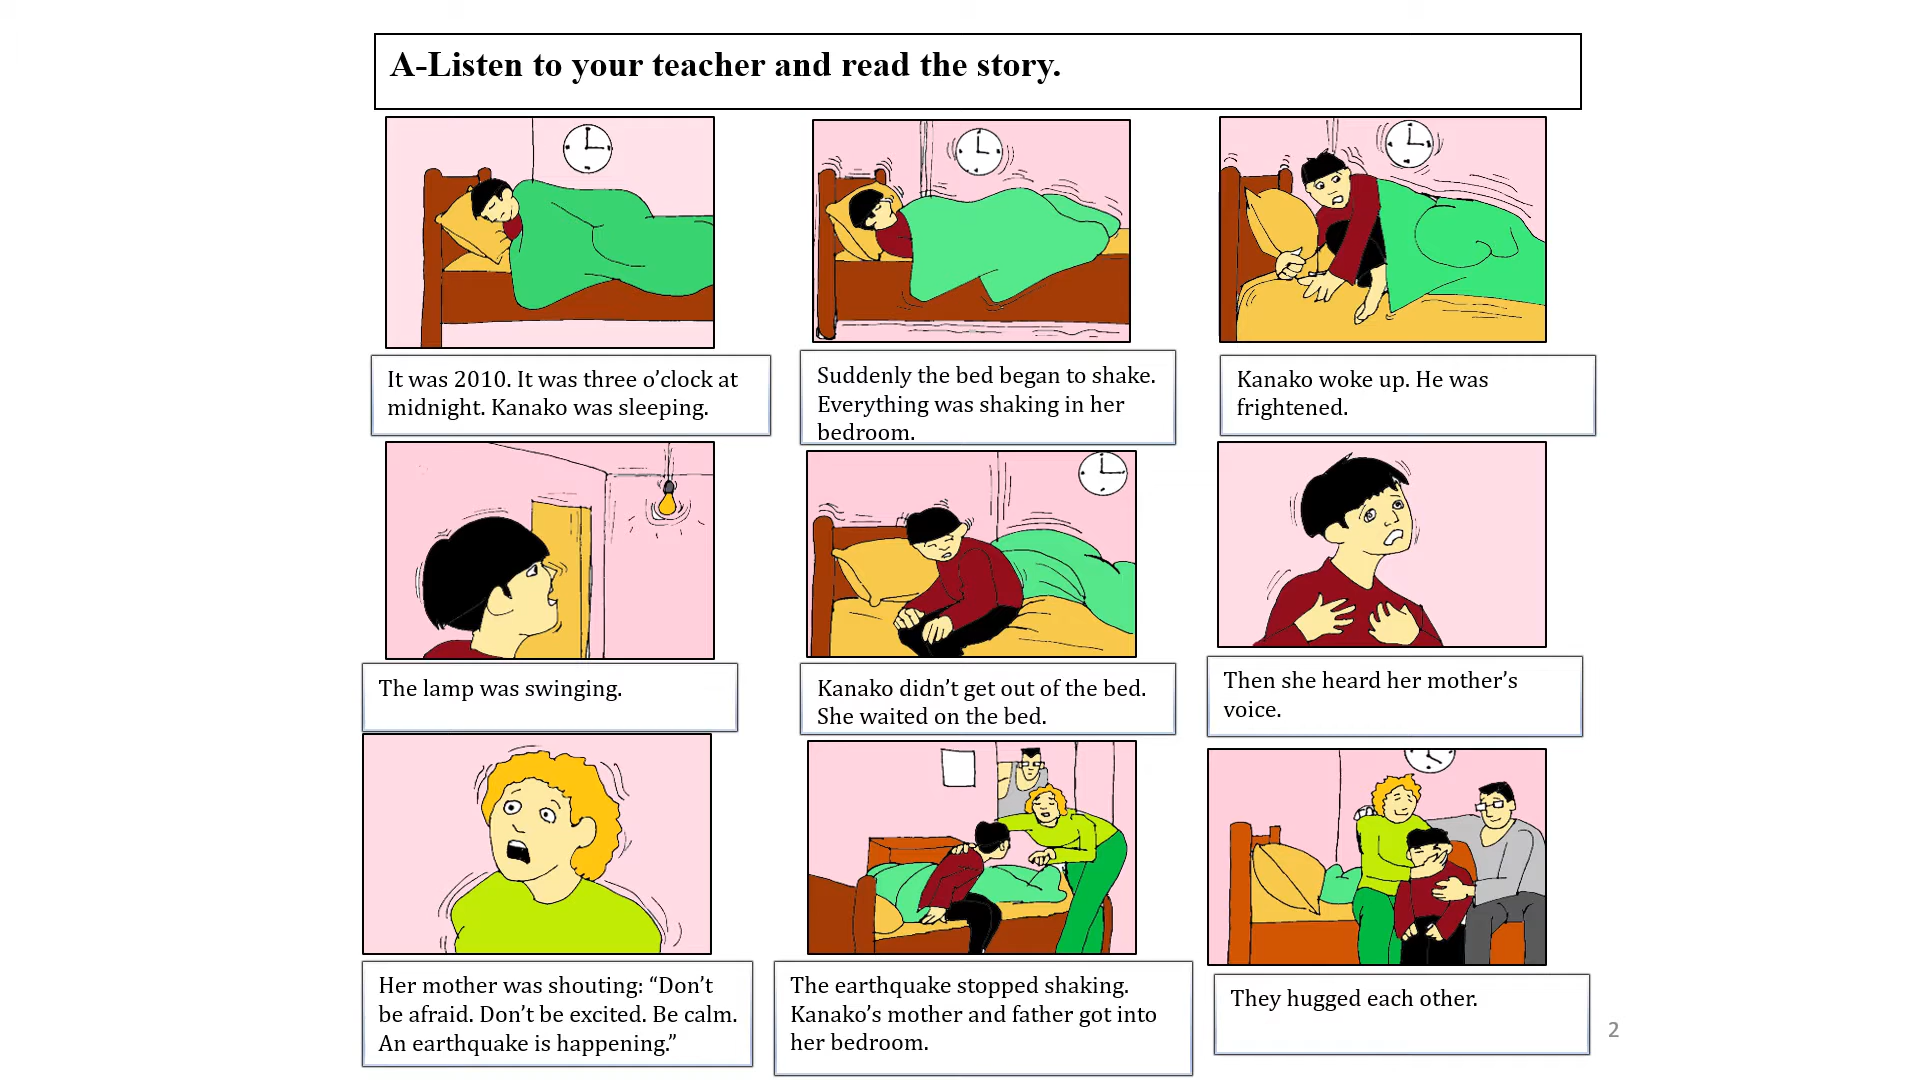 A-Listen to your teacher and read the story.
It was 2010. It was three o’clock at
midnight. Kanako was sleeping.
Suddenly the bed began to shake.
Everything was shaking in her
bedroom.
Kanako woke up. He was
frightened.
The lamp was swinging.
Kanako didn’t get out of the bed.
She waited on the bed.
Then she heard her mother’s
voice.
Her mother was shouting: “Don’t
be afraid. Don’t be excited. Be calm.
An earthquake is happening.”
The earthquake stopped shaking.
Kanako’s mother and father got into
her bedroom.
They hugged each other.
2